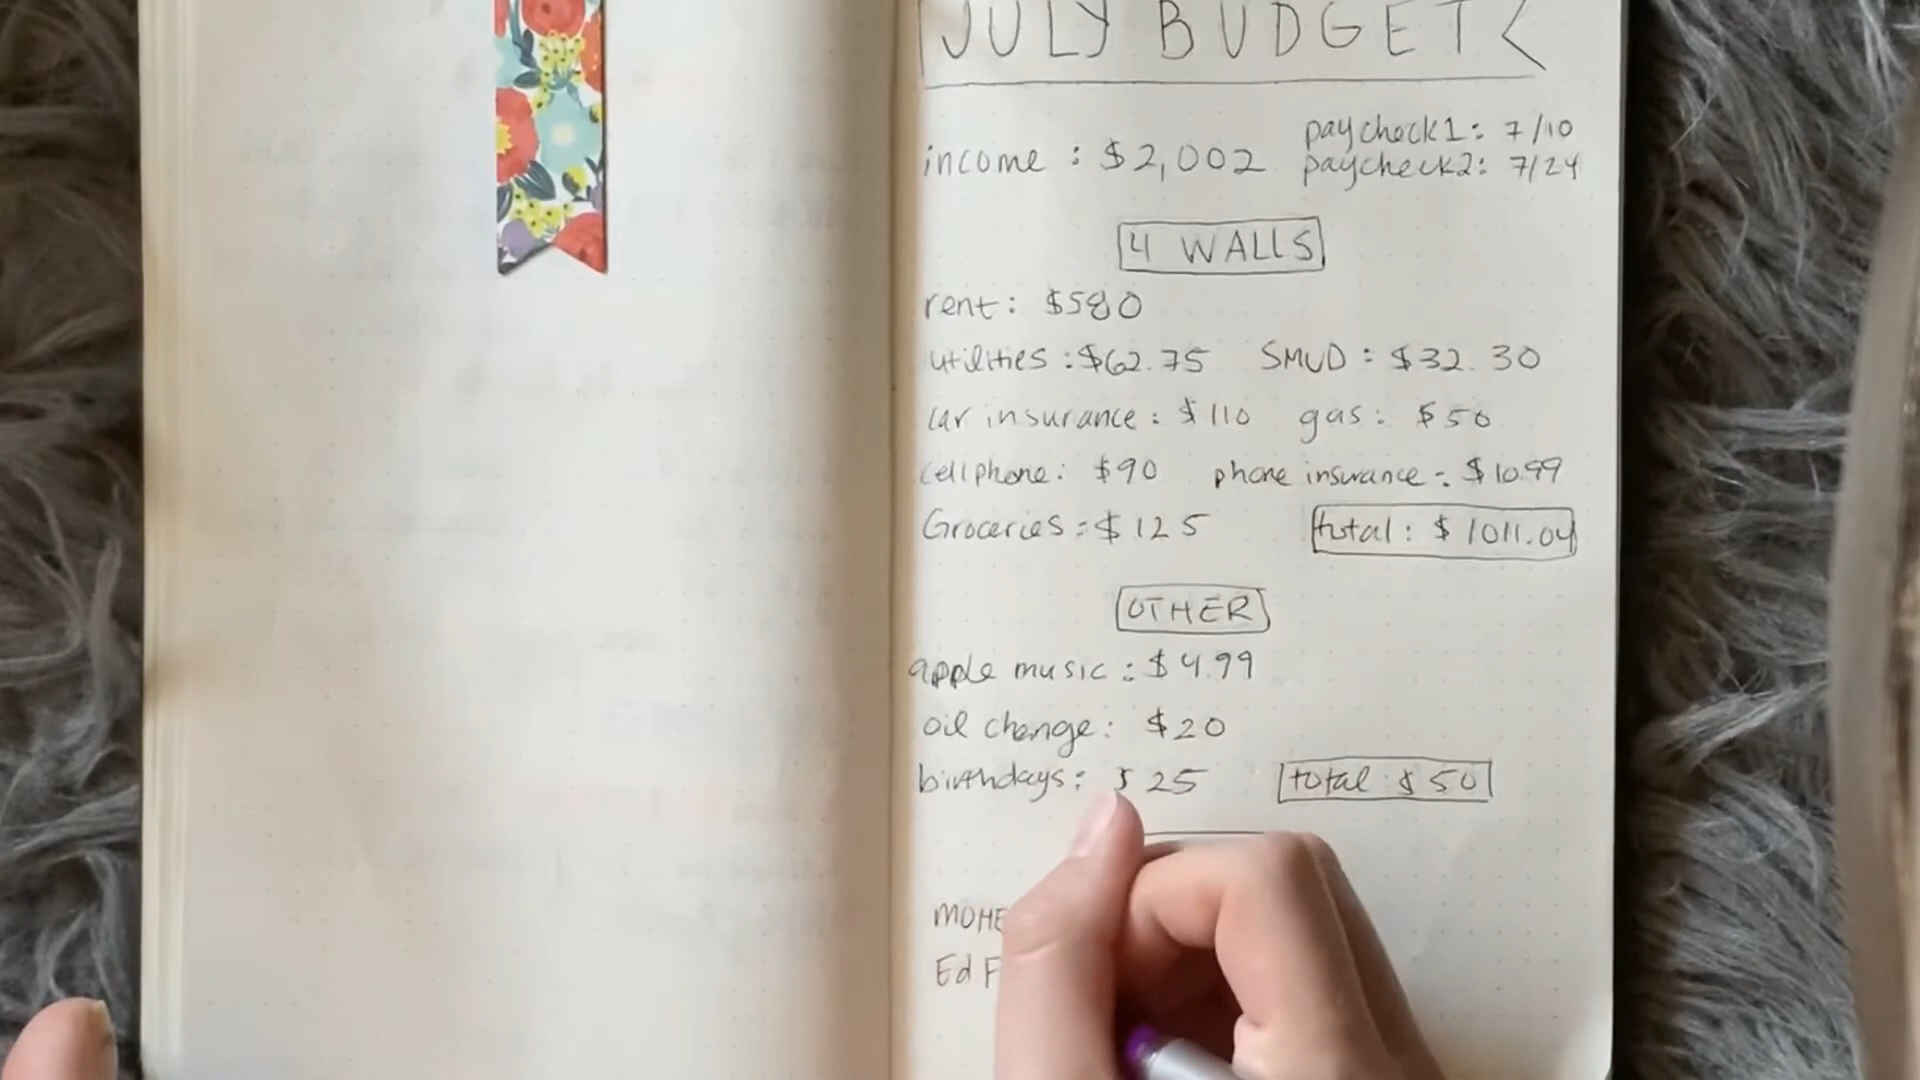 JULY BUDGET
income : $2,002 paycheck1: 7/10
paycheck2: 7/24
4 WALLS
rent: $580
utilities : $62.75 SMUD : $32.30
car insurance : $110 gas: $50
cellphone: $90 phone insurance : $10.99
Groceries : $125 total: $1011.04
OTHER
apple music : $4.99
oil change: $20
birthdays: $25 total $50
MOHE
Ed F